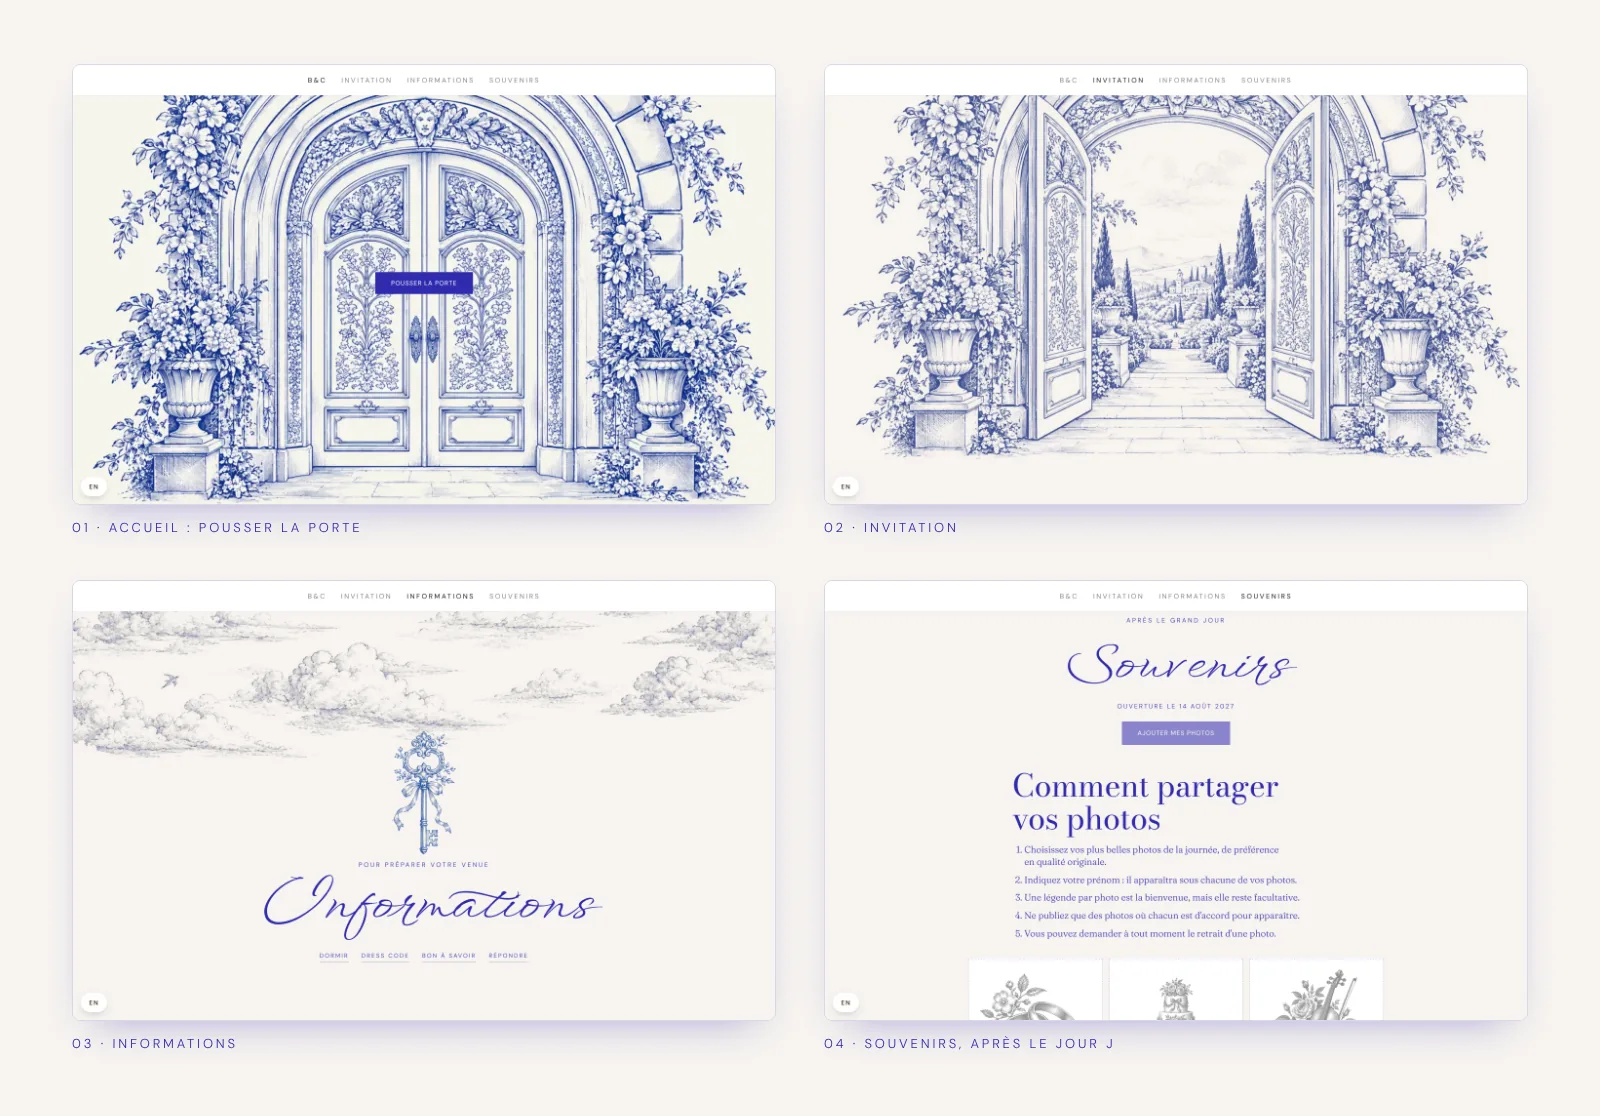 B&C INVITATION INFORMATIONS SOUVENIRS
POUSSER LA PORTE
EN
01 · ACCUEIL : POUSSER LA PORTE
B&C INVITATION INFORMATIONS SOUVENIRS
EN
02 · INVITATION
B&C INVITATION INFORMATIONS SOUVENIRS
POUR PRÉPARER VOTRE VENUE
Informations
DORMIR DRESS CODE BON À SAVOIR RÉPONDRE
EN
03 · INFORMATIONS
B&C INVITATION INFORMATIONS SOUVENIRS
APRÈS LE GRAND JOUR
Souvenirs
OUVERTURE LE 14 AOÛT 2027
AJOUTER MES PHOTOS
Comment partager
vos photos
1. Choisissez vos plus belles photos de la journée, de préférence
en qualité originale.
2. Indiquez votre prénom : il apparaîtra sous chacune de vos photos.
3. Une légende par photo est la bienvenue, mais elle reste facultative.
4. Ne publiez que des photos où chacun est d'accord pour apparaître.
5. Vous pouvez demander à tout moment le retrait d'une photo.
EN
04 · SOUVENIRS, APRÈS LE JOUR J